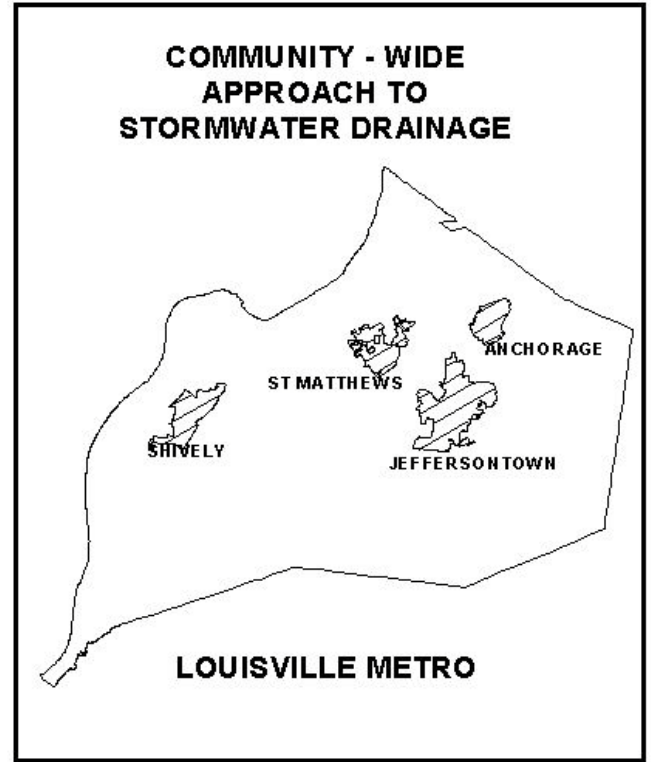 COMMUNITY - WIDE
APPROACH TO
STORMWATER DRAINAGE
ANCHORAGE
ST MATTHEWS
SHIVELY
JEFFERSONTOWN
LOUISVILLE METRO